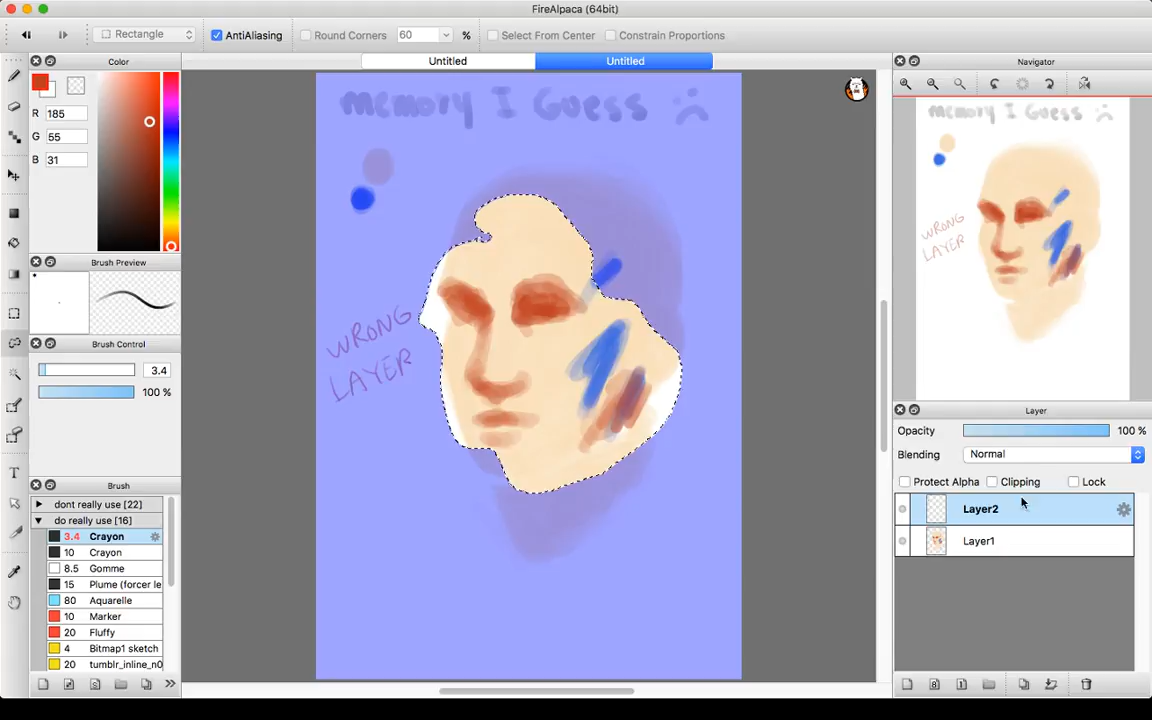 FireAlpaca (64bit)
Rectangle AntiAliasing Round Corners 60 % Select From Center Constrain Proportions
Color
Untitled Untitled
Navigator
R 185
G 55
B 31
Brush Preview
Brush Control
3.4
100 %
Brush
dont really use [22]
do really use [16]
3.4 Crayon
10 Crayon
8.5 Gomme
15 Plume (forcer le
80 Aquarelle
10 Marker
20 Fluffy
4 Bitmap1 sketch
20 tumblr_inline_n0
memory I Guess :(
WRONG
LAYER
memory I Guess :(
WRONG
LAYER
Layer
Opacity 100 %
Blending Normal
Protect Alpha Clipping Lock
Layer2
Layer1
T